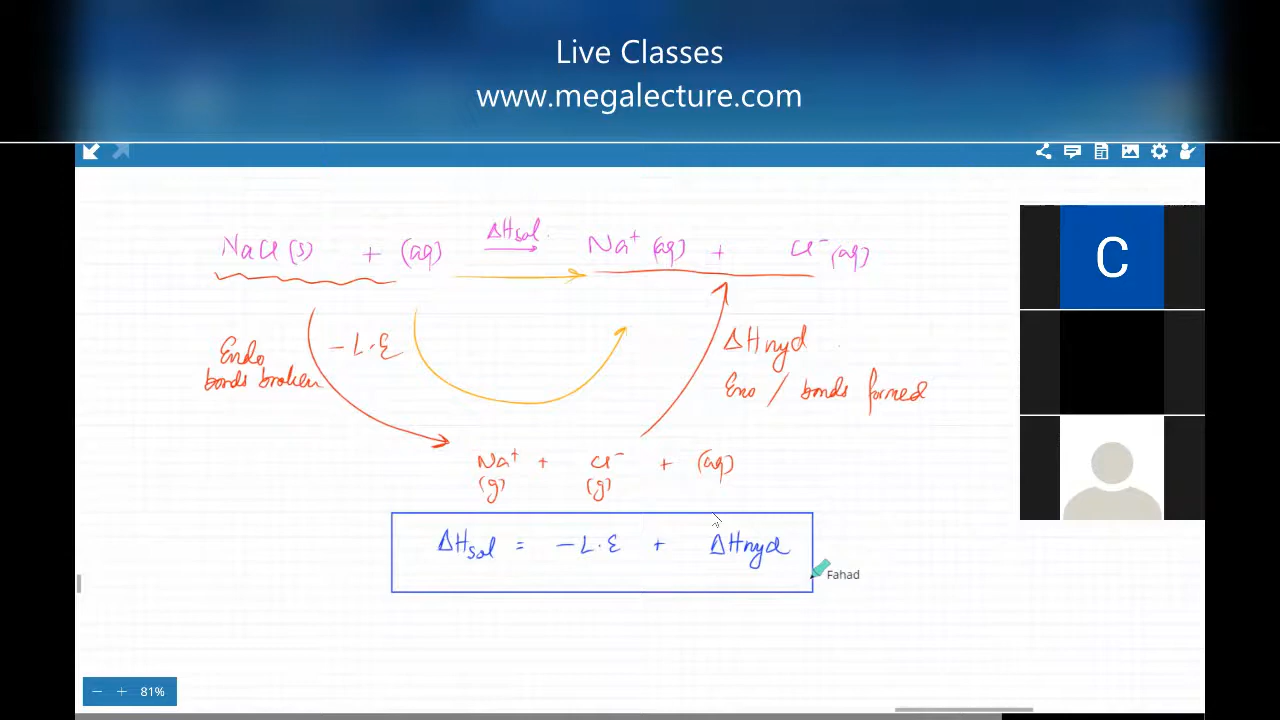 Live Classes
www.megalecture.com
NaCl (s) + (aq) ΔHsol. Na⁺ (aq) + Cl⁻ (aq)
Endo
bonds broken
- L.E
ΔHhyd
Exo / bonds formed
Na⁺ + Cl⁻ + (aq)
(g) (g)
ΔHsol = - L.E + ΔHhyd
Fahad
C
81%